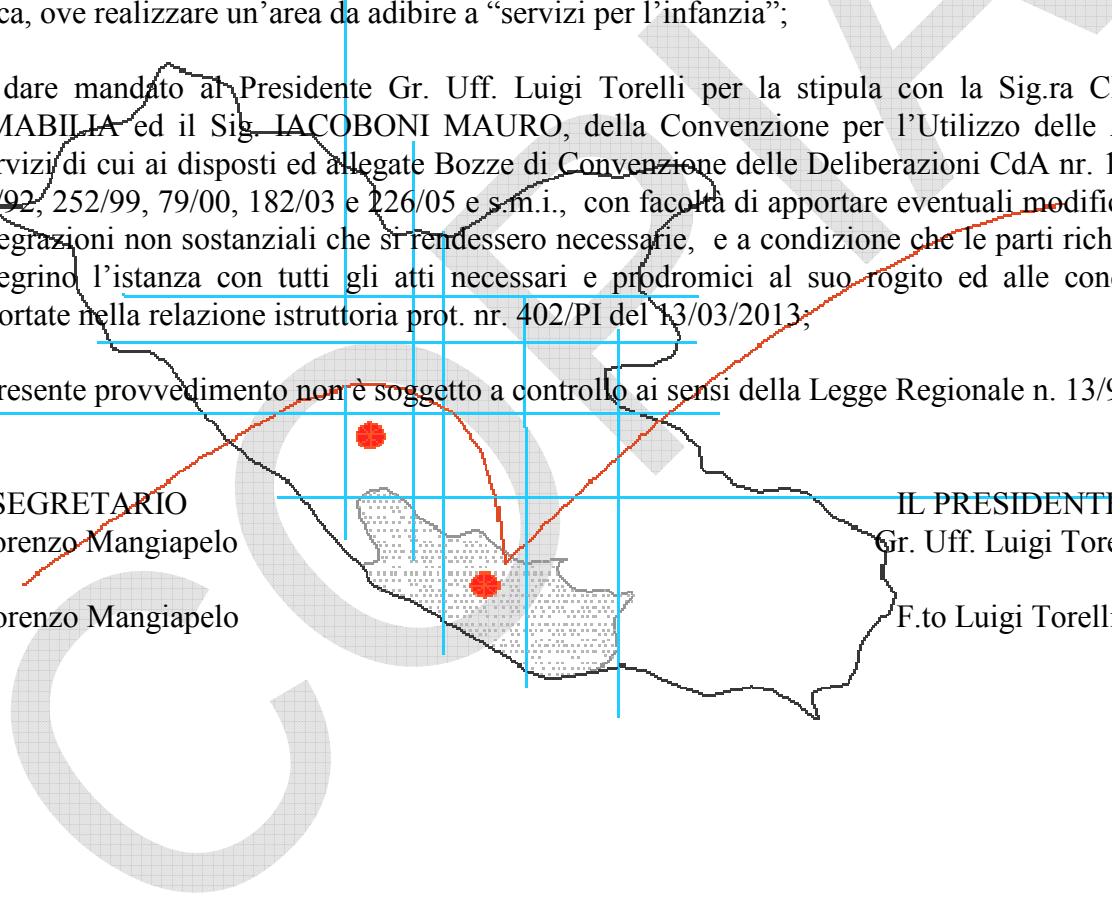 ca, ove realizzare un’area da adibire a “servizi per l’infanzia”;
dare mandato al Presidente Gr. Uff. Luigi Torelli per la stipula con la Sig.ra C
MABILIA ed il Sig. IACOBONI MAURO, della Convenzione per l’Utilizzo delle
rvizi di cui ai disposti ed allegate Bozze di Convenzione delle Deliberazioni CdA nr. 1
/92, 252/99, 79/00, 182/03 e 226/05 e s.m.i., con facoltà di apportare eventuali modific
egrazioni non sostanziali che si rendessero necessarie, e a condizione che le parti rich
egrino l’istanza con tutti gli atti necessari e prodromici al suo rogito ed alle cond
ortate nella relazione istruttoria prot. nr. 402/PI del 13/03/2013;
resente provvedimento non è soggetto a controllo ai sensi della Legge Regionale n. 13/9
SEGRETARIO IL PRESIDENTE
orenzo Mangiapelo Gr. Uff. Luigi Tore
orenzo Mangiapelo F.to Luigi Torelli
COPIA